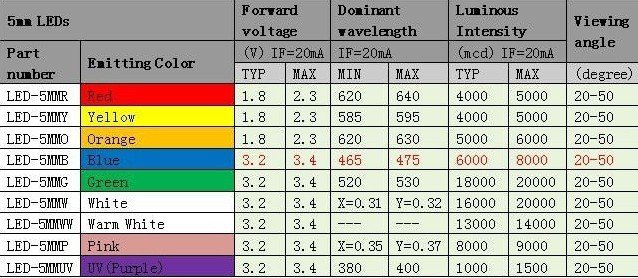 5mm LEDs Forward voltage Dominant wavelength Luminous Intensity Viewing angle
Part number Emitting Color (V) IF=20mA IF=20mA (mcd) IF=20mA (degree)
TYP MAX MIN MAX TYP MAX
LED-5MMR Red 1.8 2.3 620 640 4000 5000 20-50
LED-5MMY Yellow 1.8 2.3 585 595 4000 5000 20-50
LED-5MMO Orange 1.8 2.3 620 630 5000 6000 20-50
LED-5MMB Blue 3.2 3.4 465 475 6000 8000 20-50
LED-5MMG Green 3.2 3.4 520 530 18000 20000 20-50
LED-5MMW White 3.2 3.4 X=0.31 Y=0.32 16000 20000 20-50
LED-5MMWW Warm White 3.2 3.4 --- --- 13000 14000 20-50
LED-5MMP Pink 3.2 3.4 X=0.35 Y=0.37 8000 9000 20-50
LED-5MMUV UV(Purple) 3.2 3.4 380 400 1000 1500 20-50